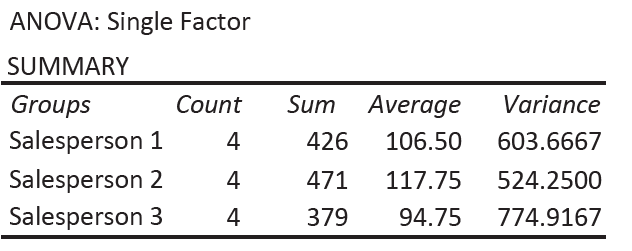 ANOVA: Single Factor
SUMMARY
Groups Count Sum Average Variance
Salesperson 1 4 426 106.50 603.6667
Salesperson 2 4 471 117.75 524.2500
Salesperson 3 4 379 94.75 774.9167